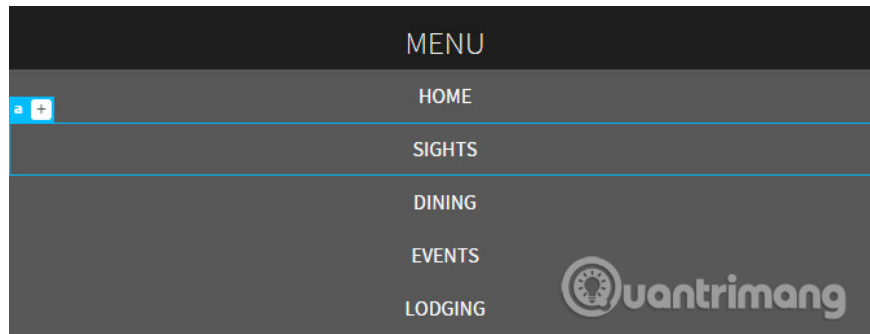 MENU
HOME
a +
SIGHTS
DINING
EVENTS
LODGING
Quantrimang